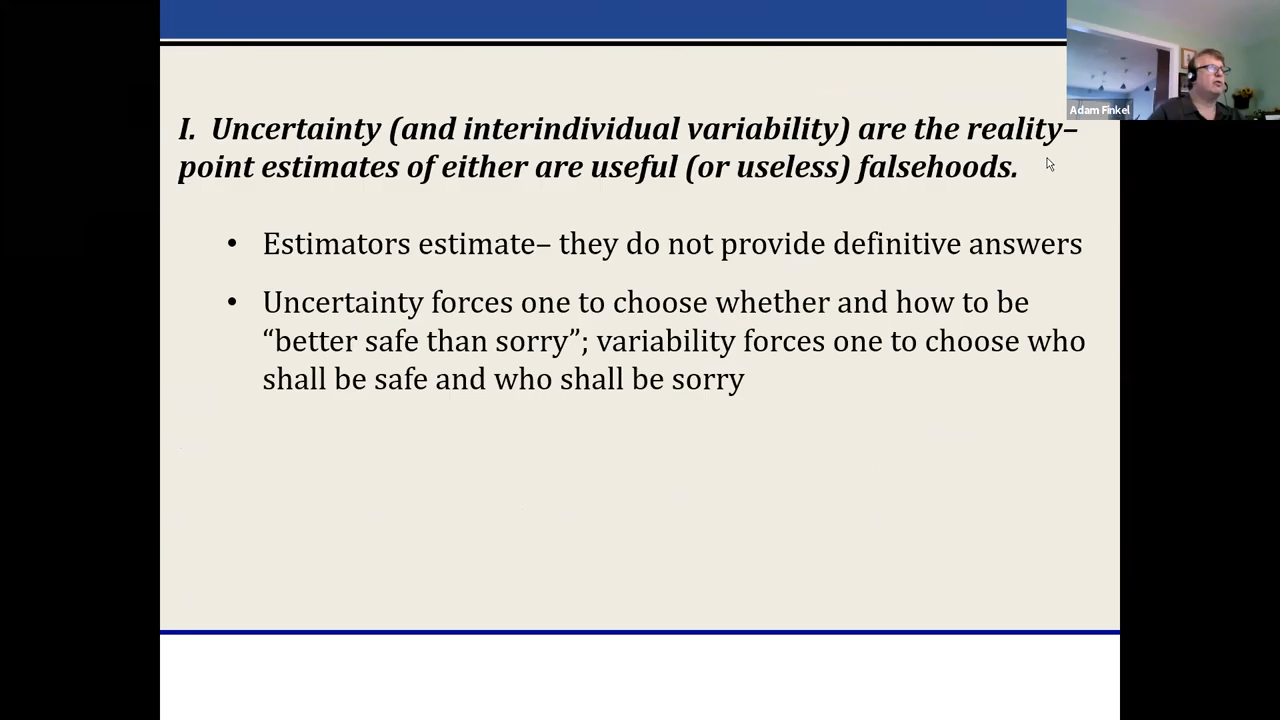 Adam Finkel
I. Uncertainty (and interindividual variability) are the reality–
point estimates of either are useful (or useless) falsehoods.
• Estimators estimate– they do not provide definitive answers
• Uncertainty forces one to choose whether and how to be
“better safe than sorry”; variability forces one to choose who
shall be safe and who shall be sorry